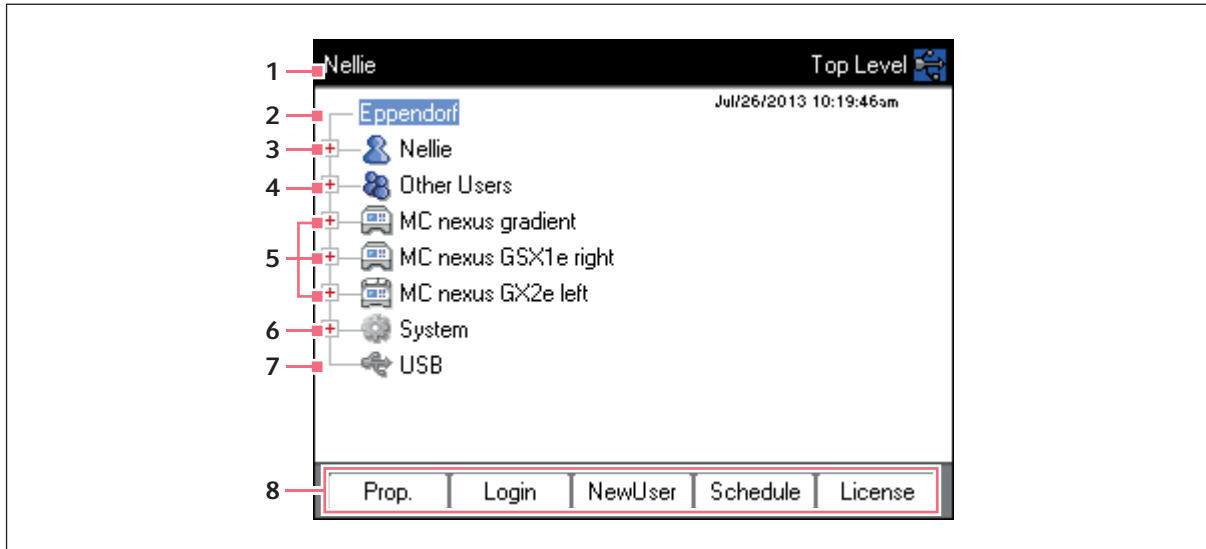 1 Nellie Top Level
Jul/26/2013 10:19:46am
2 Eppendorf
3 + Nellie
4 + Other Users
+ MC nexus gradient
5 + MC nexus GSX1e right
+ MC nexus GX2e left
6 + System
7 USB
8 Prop. Login NewUser Schedule License